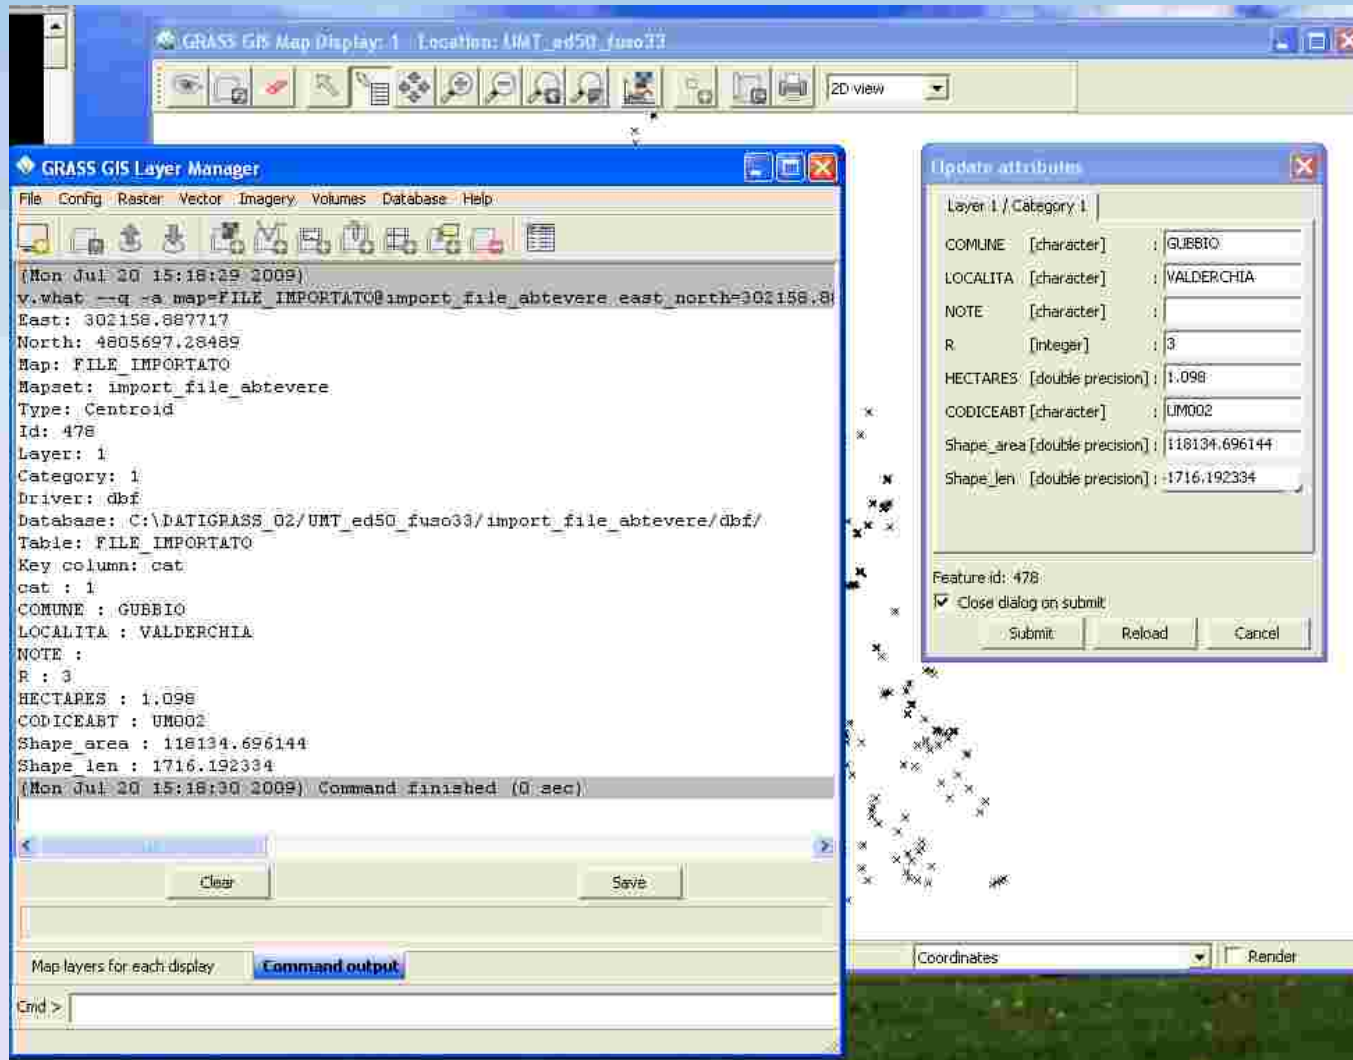 GRASS GIS Map Display: 1 - Location: UMT_ed50_fuso33
2D view
GRASS GIS Layer Manager
File Config Raster Vector Imagery Volumes Database Help
(Mon Jul 20 15:18:29 2009)
v.what --q -a map=FILE_IMPORTATO@import_file_abtevere east_north=302158.88
East: 302158.887717
North: 4805697.28489
Map: FILE_IMPORTATO
Mapset: import_file_abtevere
Type: Centroid
Id: 478
Layer: 1
Category: 1
Driver: dbf
Database: C:\DATIGRASS_02/UMT_ed50_fuso33/import_file_abtevere/dbf/
Table: FILE_IMPORTATO
Key column: cat
cat : 1
COMUNE : GUBBIO
LOCALITA : VALDERCHIA
NOTE :
R : 3
HECTARES : 1.098
CODICEABT : UM002
Shape_area : 118134.696144
Shape_len : 1716.192334
(Mon Jul 20 15:18:30 2009) Command finished (0 sec)
Clear Save
Map layers for each display Command output
Cmd >
Update attributes
Layer 1 / Category 1
COMUNE [character] : GUBBIO
LOCALITA [character] : VALDERCHIA
NOTE [character] :
R [integer] : 3
HECTARES [double precision] : 1.098
CODICEABT [character] : UM002
Shape_area [double precision] : 118134.696144
Shape_len [double precision] : 1716.192334
Feature id: 478
Close dialog on submit
Submit Reload Cancel
Coordinates Render